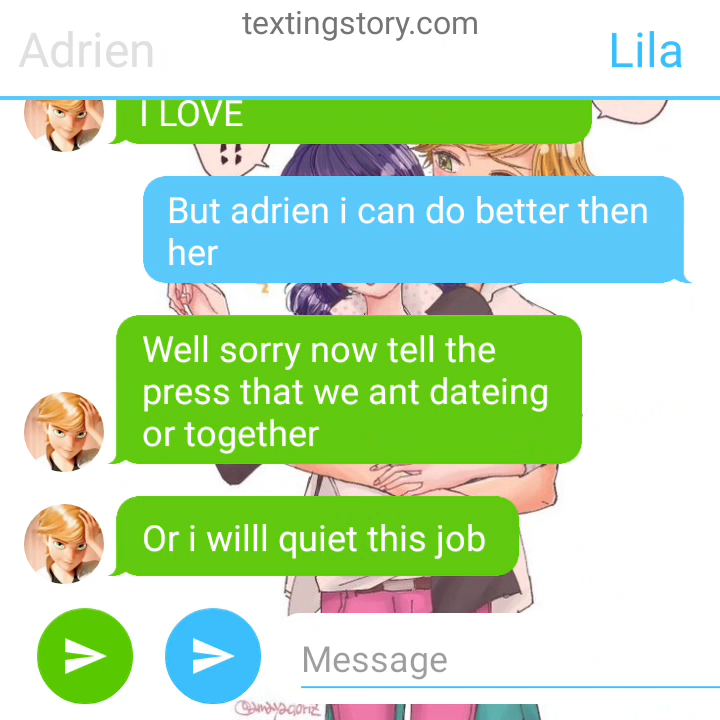 textingstory.com
Adrien
Lila
I LOVE
But adrien i can do better then
her
Well sorry now tell the
press that we ant dateing
or together
Or i willl quiet this job
Message